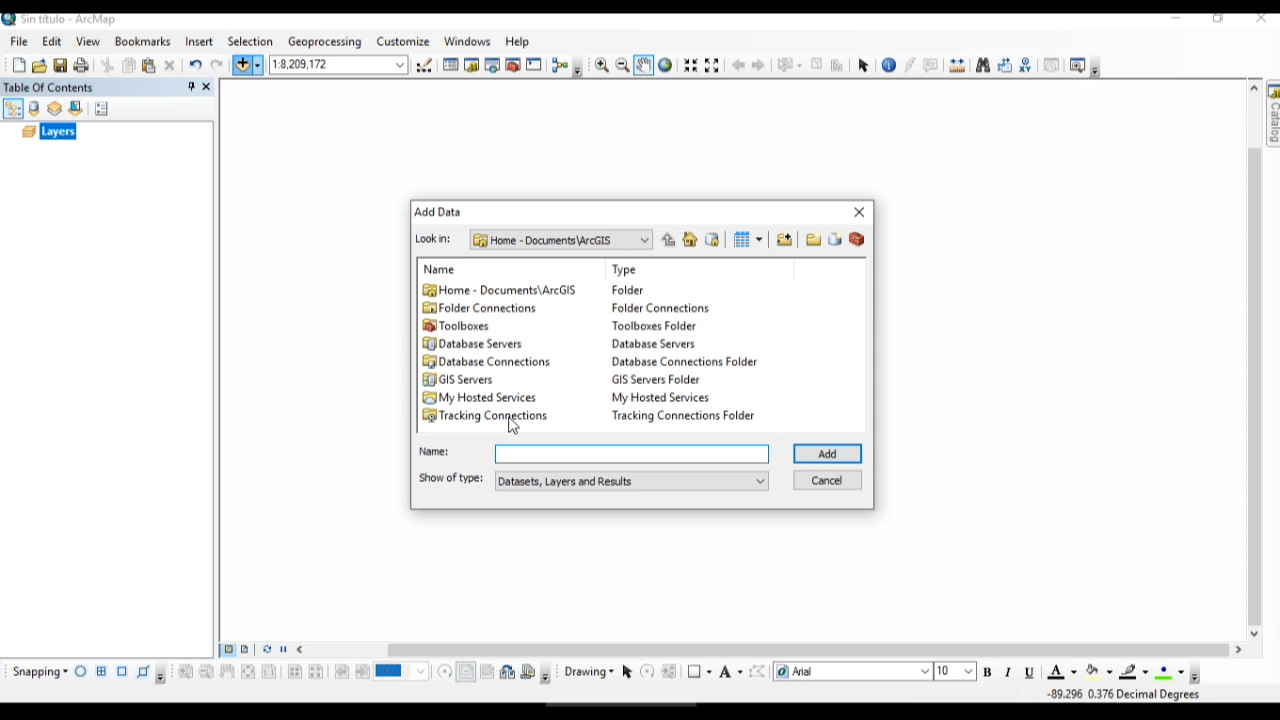 Sin título - ArcMap
File Edit View Bookmarks Insert Selection Geoprocessing Customize Windows Help
1:8,209,172
Table Of Contents
Layers
Catalog
Add Data
Look in: Home - Documents\ArcGIS
Name Type
Home - Documents\ArcGIS Folder
Folder Connections Folder Connections
Toolboxes Toolboxes Folder
Database Servers Database Servers
Database Connections Database Connections Folder
GIS Servers GIS Servers Folder
My Hosted Services My Hosted Services
Tracking Connections Tracking Connections Folder
Name: Add
Show of type: Datasets, Layers and Results Cancel
Snapping Drawing A Arial 10 B I U A
-89.296 0.376 Decimal Degrees